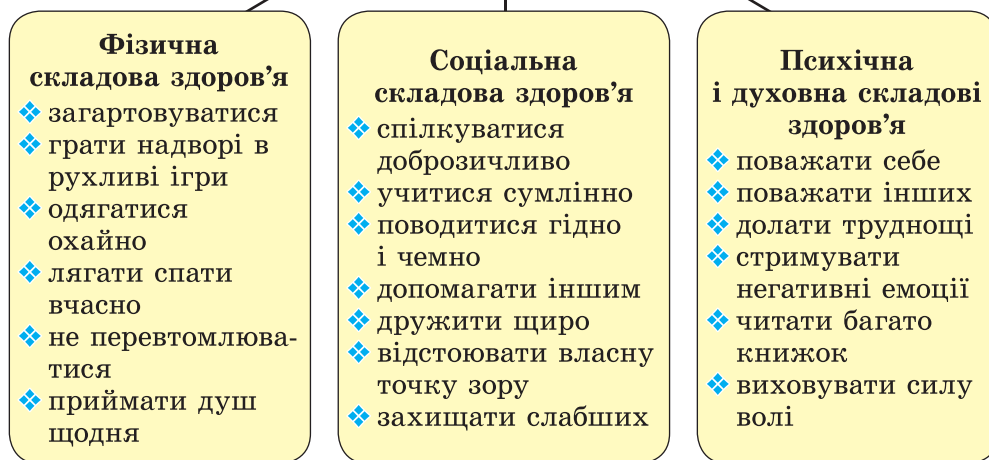 Фізична
складова здоров’я
❖ загартовуватися
❖ грати надворі в
рухливі ігри
❖ одягатися
охайно
❖ лягати спати
вчасно
❖ не перевтомлюва-
тися
❖ приймати душ
щодня
Соціальна
складова здоров’я
❖ спілкуватися
доброзичливо
❖ учитися сумлінно
❖ поводитися гідно
і чемно
❖ допомагати іншим
❖ дружити щиро
❖ відстоювати власну
точку зору
❖ захищати слабших
Психічна
і духовна складові
здоров’я
❖ поважати себе
❖ поважати інших
❖ долати труднощі
❖ стримувати
негативні емоції
❖ читати багато
книжок
❖ виховувати силу
волі